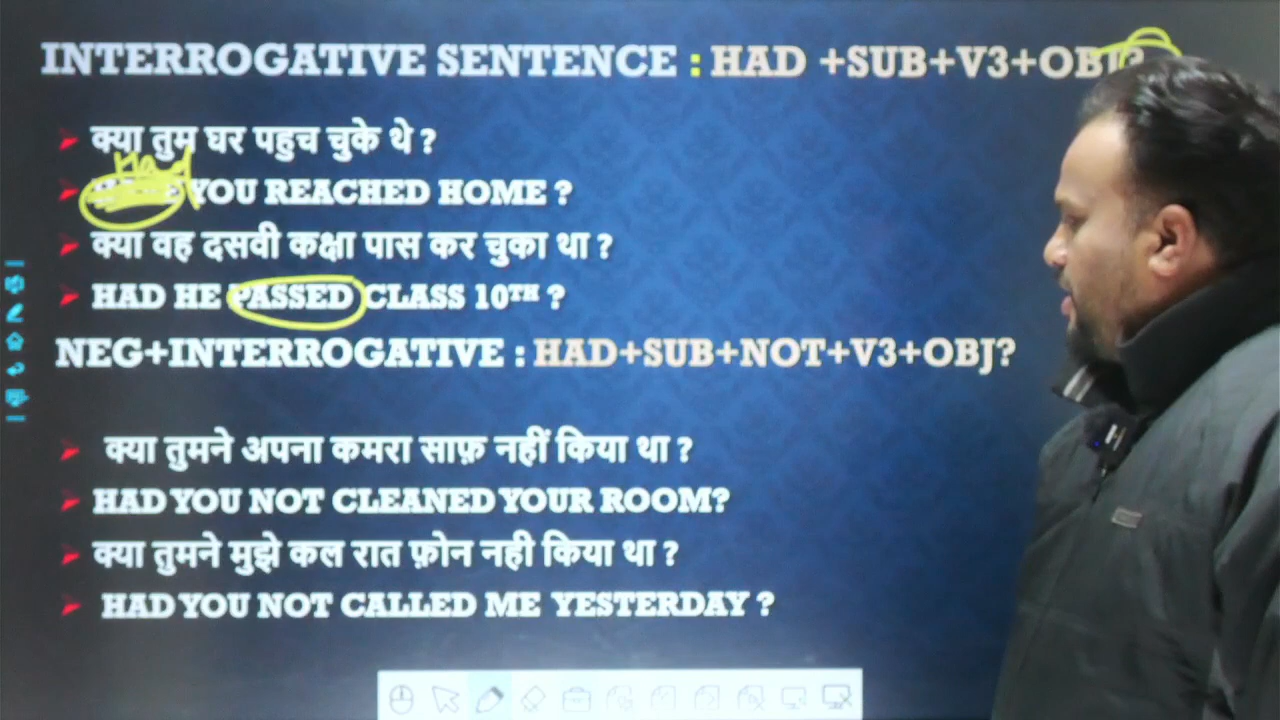 INTERROGATIVE SENTENCE : HAD +SUB+V3+OBJ?
क्या तुम घर पहुच चुके थे ?
Had
YOU REACHED HOME ?
क्या वह दसवी कक्षा पास कर चुका था ?
HAD HE PASSED CLASS 10TH ?
NEG+INTERROGATIVE : HAD+SUB+NOT+V3+OBJ?
क्या तुमने अपना कमरा साफ़ नहीं किया था ?
HAD YOU NOT CLEANED YOUR ROOM?
क्या तुमने मुझे कल रात फ़ोन नही किया था ?
HAD YOU NOT CALLED ME YESTERDAY ?